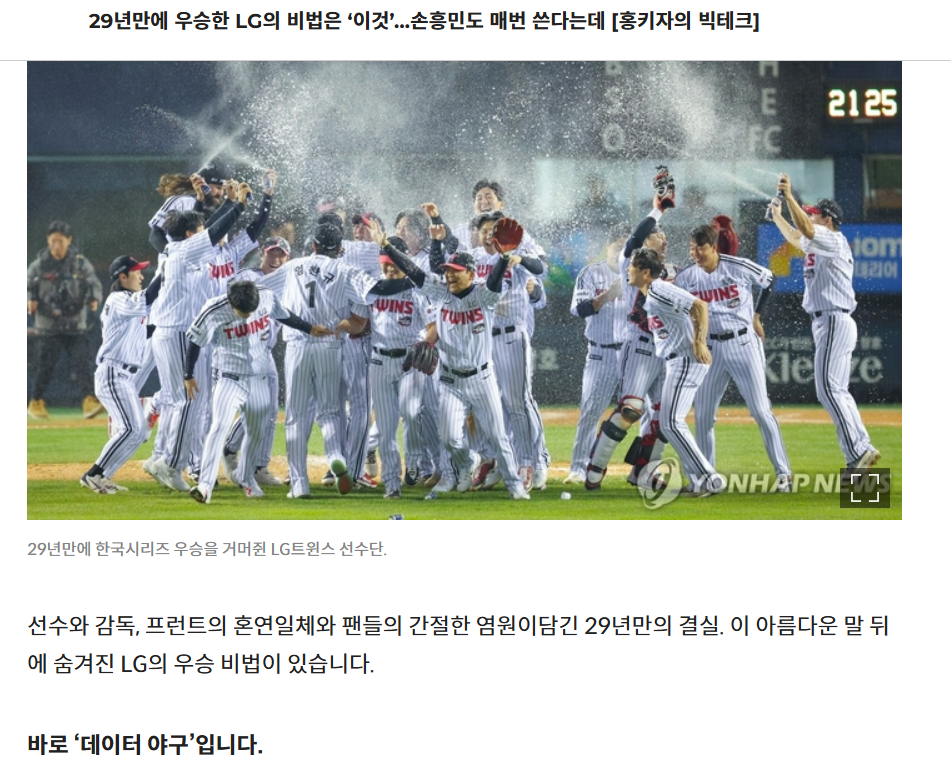 29년만에 우승한 LG의 비법은 ‘이것’…손흥민도 매번 쓴다는데 [홍키자의 빅테크]
B H
E
FC
21 25
TWINS
TWINS
1
TWINS
TWINS
TWINS
YONHAP NEWS
29년만에 한국시리즈 우승을 거머쥔 LG트윈스 선수단.
선수와 감독, 프런트의 혼연일체와 팬들의 간절한 염원이담긴 29년만의 결실. 이 아름다운 말 뒤
에 숨겨진 LG의 우승 비법이 있습니다.
바로 ‘데이터 야구’입니다.